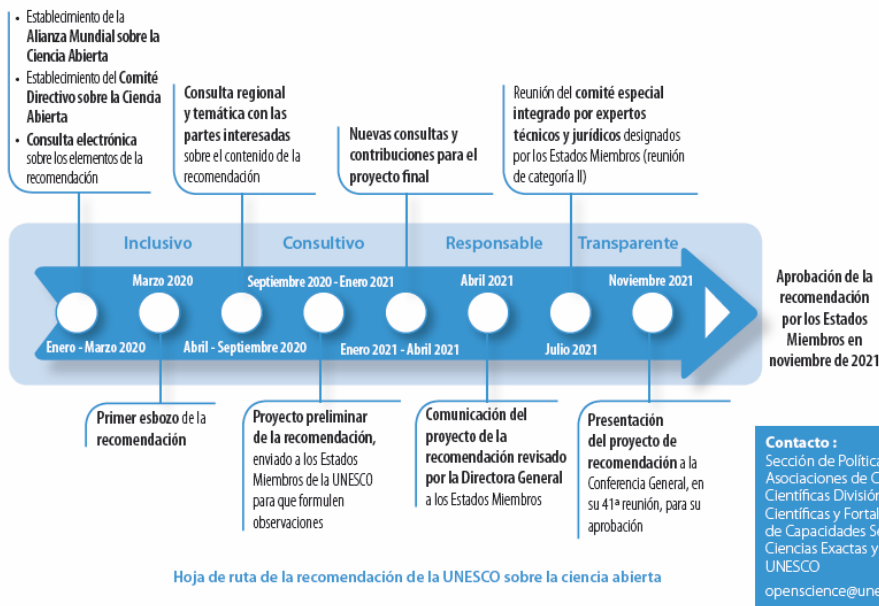 • Establecimiento de la
Alianza Mundial sobre la
Ciencia Abierta
• Establecimiento del Comité
Directivo sobre la Ciencia
Abierta
• Consulta electrónica
sobre los elementos de la
recomendación
Consulta regional
y temática con las
partes interesadas
sobre el contenido de la
recomendación
Nuevas consultas y
contribuciones para el
proyecto final
Reunión del comité especial
integrado por expertos
técnicos y jurídicos designados
por los Estados Miembros (reunión
de categoría II)
Inclusivo
Consultivo
Responsable
Transparente
Marzo 2020
Septiembre 2020 - Enero 2021
Abril 2021
Noviembre 2021
Enero - Marzo 2020
Abril - Septiembre 2020
Enero 2021 - Abril 2021
Julio 2021
Aprobación de la
recomendación
por los Estados
Miembros en
noviembre de 2021
Primer esbozo de la
recomendación
Proyecto preliminar
de la recomendación,
enviado a los Estados
Miembros de la UNESCO
para que formulen
observaciones
Comunicación del
proyecto de la
recomendación revisado
por la Directora General
a los Estados Miembros
Presentación
del proyecto de
recomendación a la
Conferencia General, en
su 41ª reunión, para su
aprobación
Contacto :
Sección de Política
Asociaciones de C
Científicas División
Científicas y Fortal
de Capacidades Se
Ciencias Exactas y
UNESCO
openscience@une
Hoja de ruta de la recomendación de la UNESCO sobre la ciencia abierta